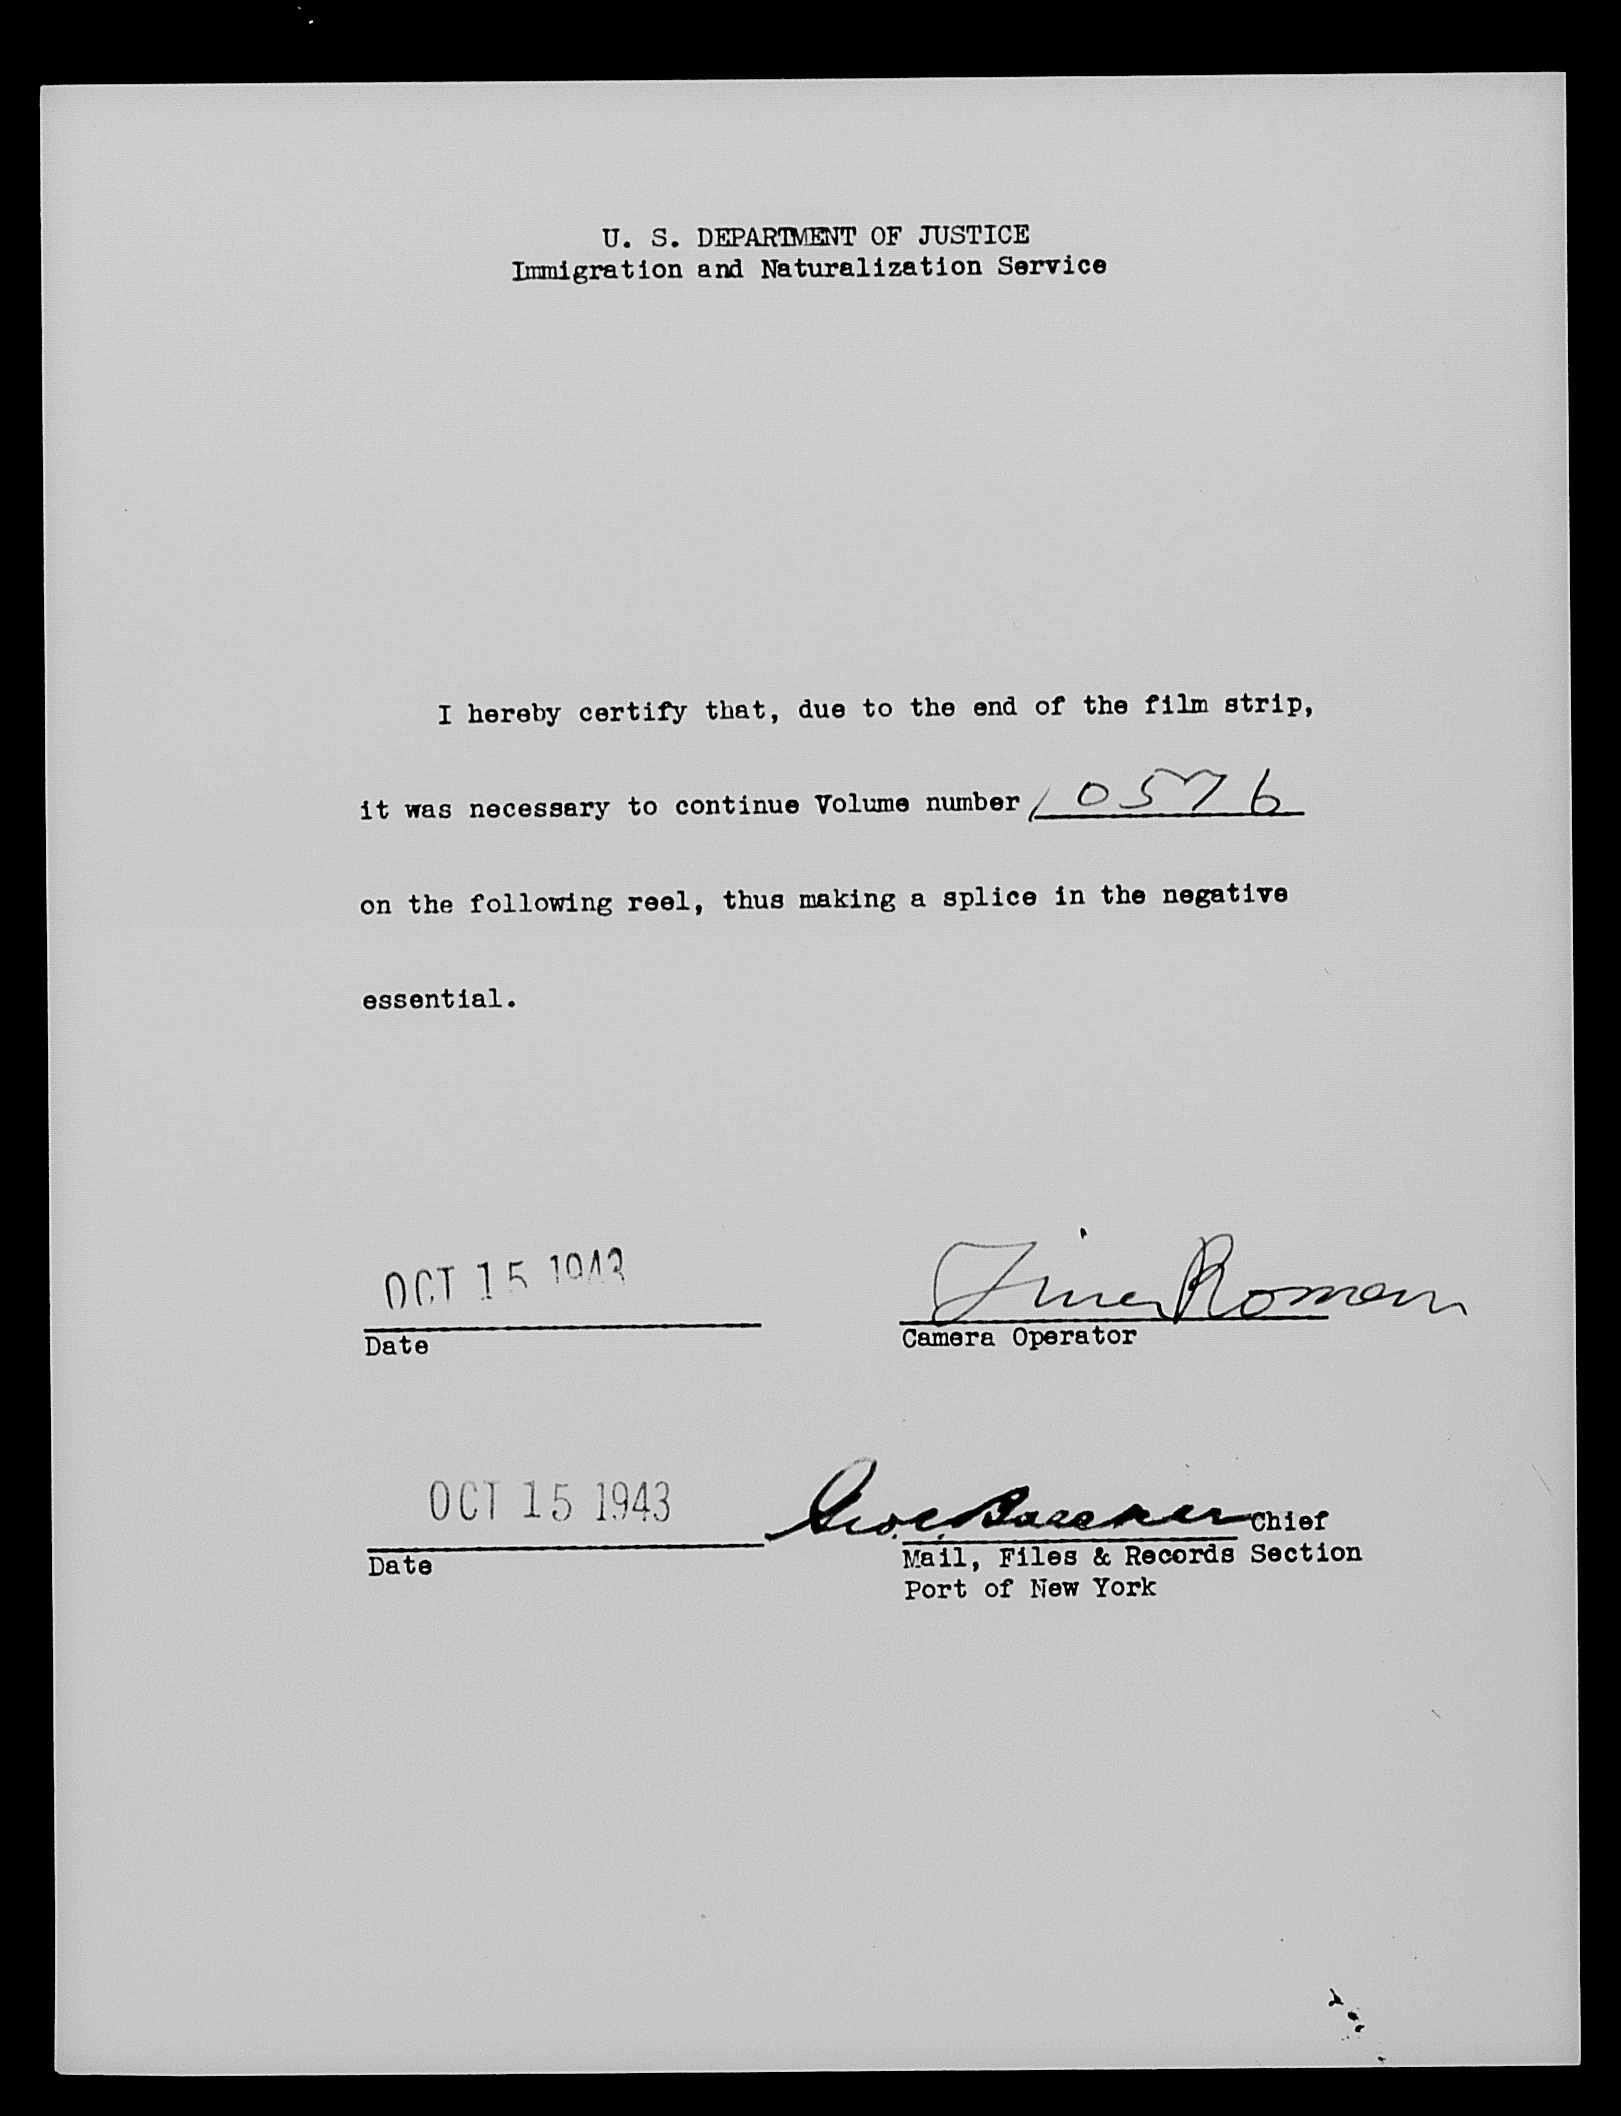 U. S. DEPARTMENT OF JUSTICE
Immigration and Naturalization Service
I hereby certify that, due to the end of the film strip,
it was necessary to continue Volume number 10576
on the following reel, thus making a splice in the negative
essential.
OCT 15 1943
Roman
Date
Camera Operator
OCT 15 1943
Chief
Date
Mail, Files & Records Section
Port of New York